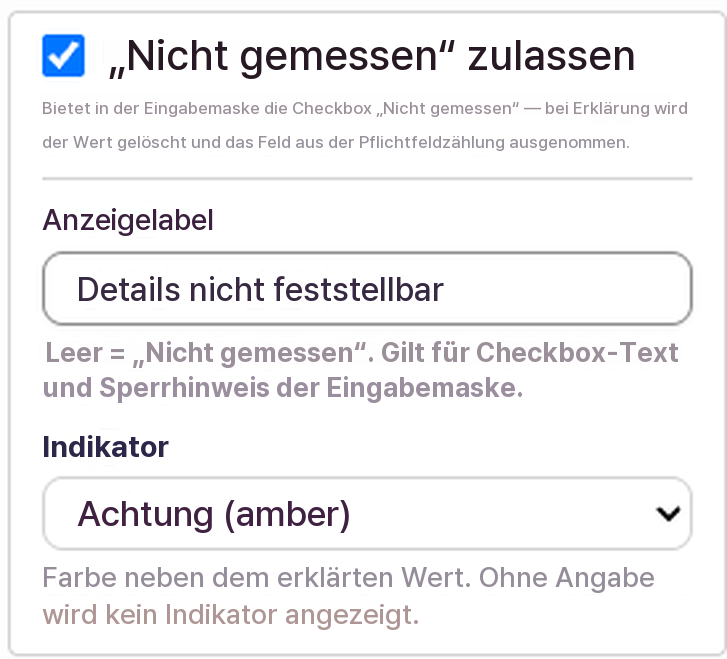 „Nicht gemessen“ zulassen
Bietet in der Eingabemaske die Checkbox „Nicht gemessen“ — bei Erklärung wird
der Wert gelöscht und das Feld aus der Pflichtfeldzählung ausgenommen.
Anzeigelabel
Details nicht feststellbar
Leer = „Nicht gemessen“. Gilt für Checkbox-Text
und Sperrhinweis der Eingabemaske.
Indikator
Achtung (amber)
Farbe neben dem erklärten Wert. Ohne Angabe
wird kein Indikator angezeigt.